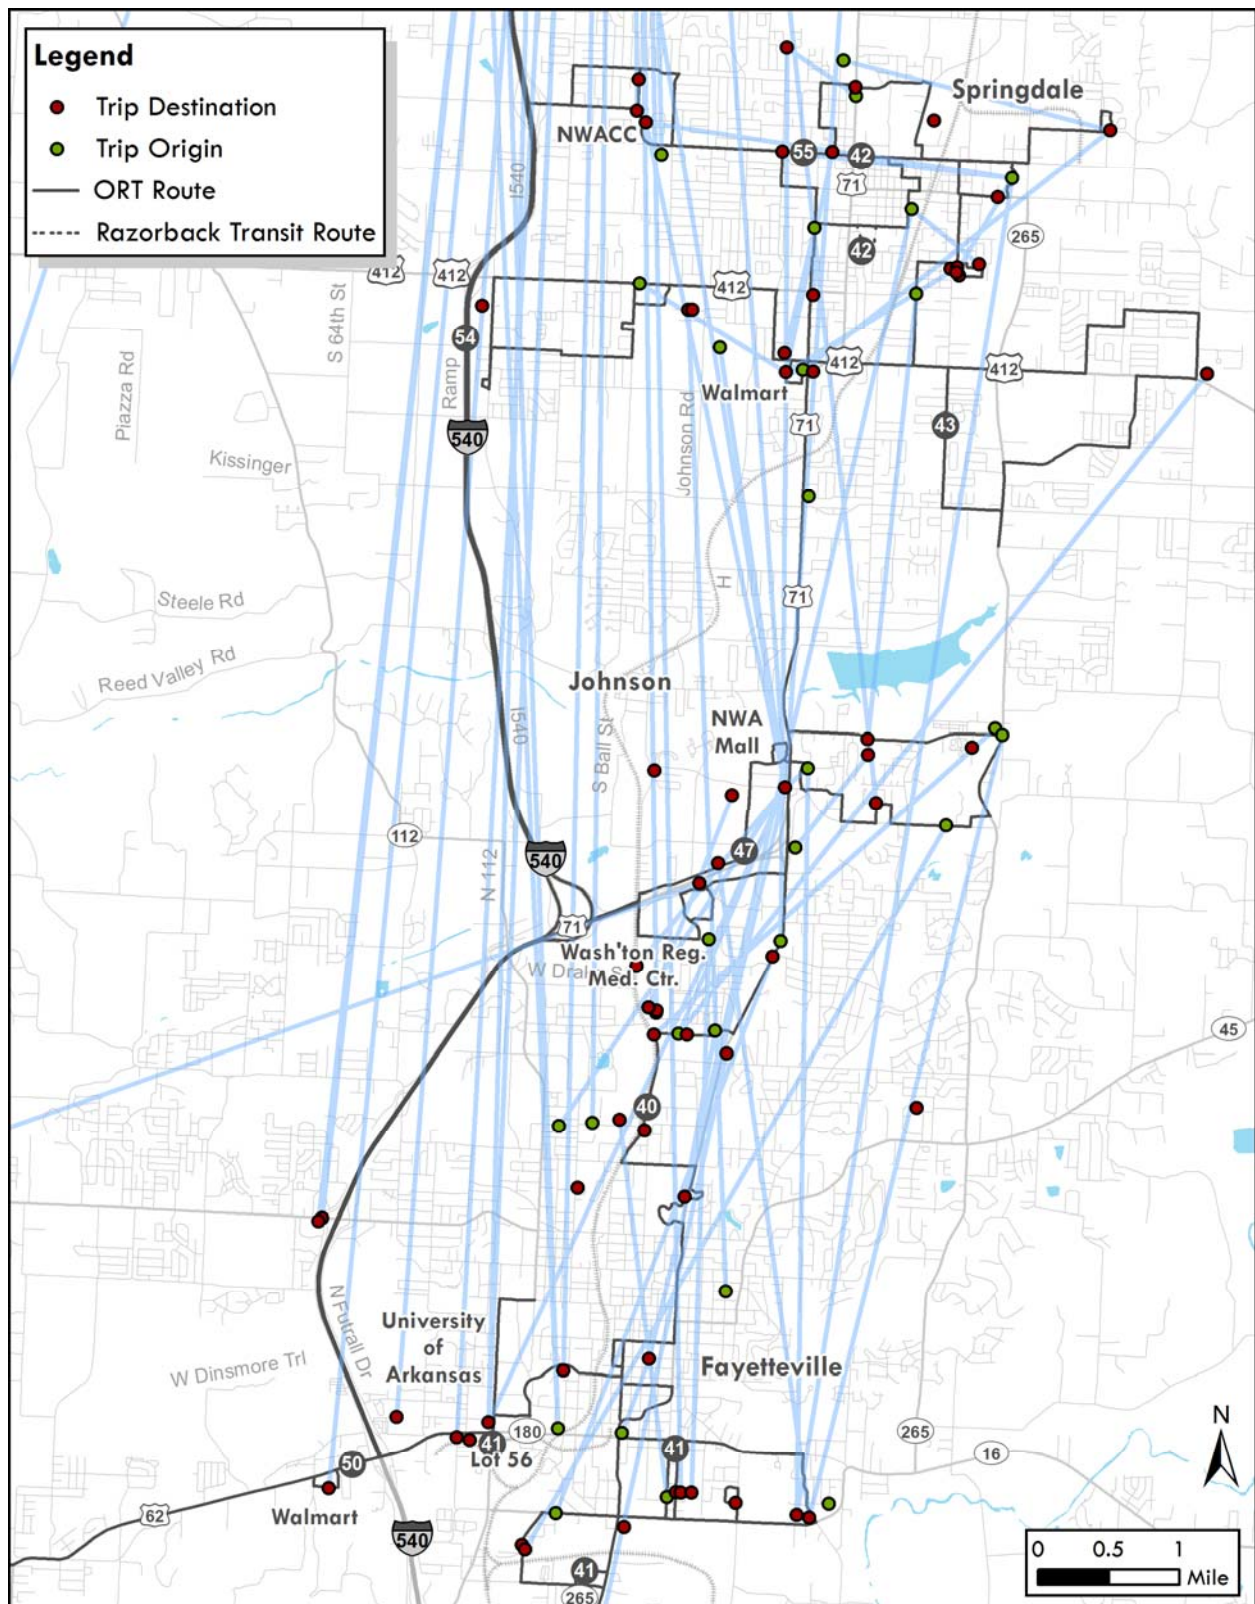 Legend
Trip Destination
Trip Origin
ORT Route
Razorback Transit Route
Springdale
NWACC
55
42
71
I540
265
42
412
412
412
S 64th St
54
412
412
Piazza Rd
Ramp
Walmart
Johnson Rd
71
43
540
Kissinger
H
71
Steele Rd
Reed Valley Rd
Johnson
NWA
Mall
I540
S Ball St
112
47
540
N 112
71
Wash'ton Reg.
Med. Ctr.
45
40
N Futrall Dr
University
of
Arkansas
W Dinsmore Trl
Fayetteville
N
180
265
41
41
16
Lot 56
50
62
Walmart
540
41
265
0 0.5 1
Mile